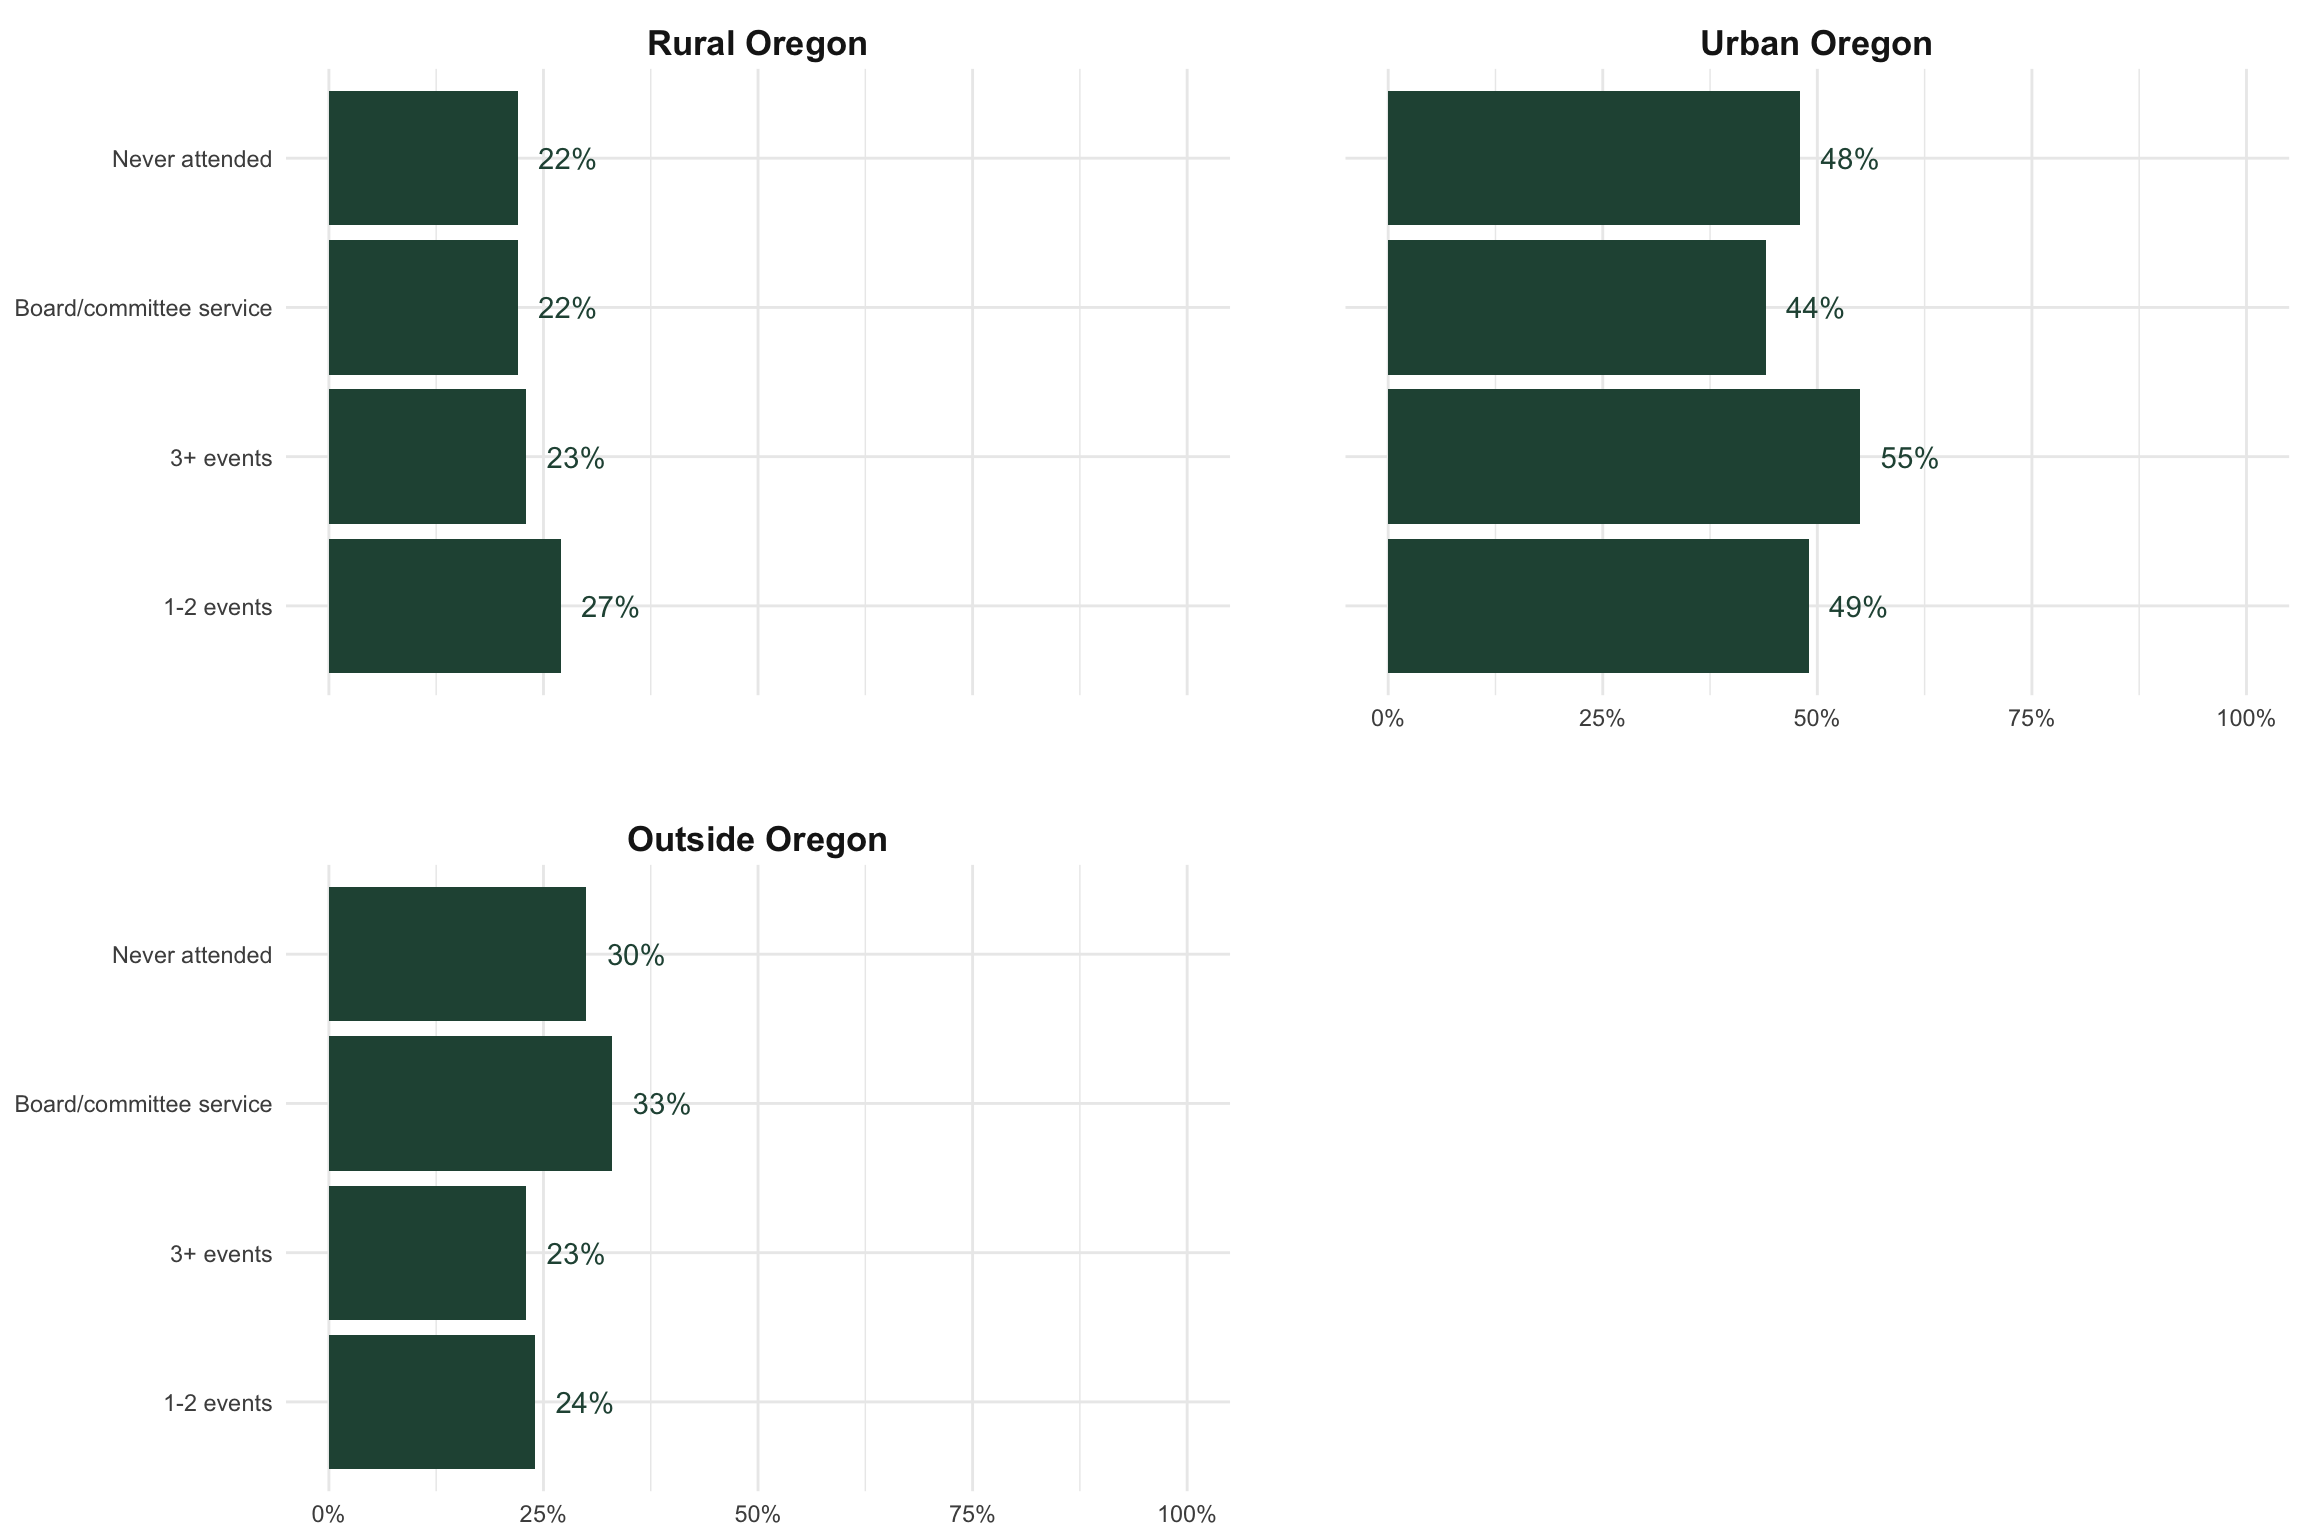 Rural Oregon
Never attended
22%
Board/committee service
22%
3+ events
23%
1-2 events
27%
Urban Oregon
48%
44%
55%
49%
0% 25% 50% 75% 100%
Outside Oregon
Never attended
30%
Board/committee service
33%
3+ events
23%
1-2 events
24%
0% 25% 50% 75% 100%